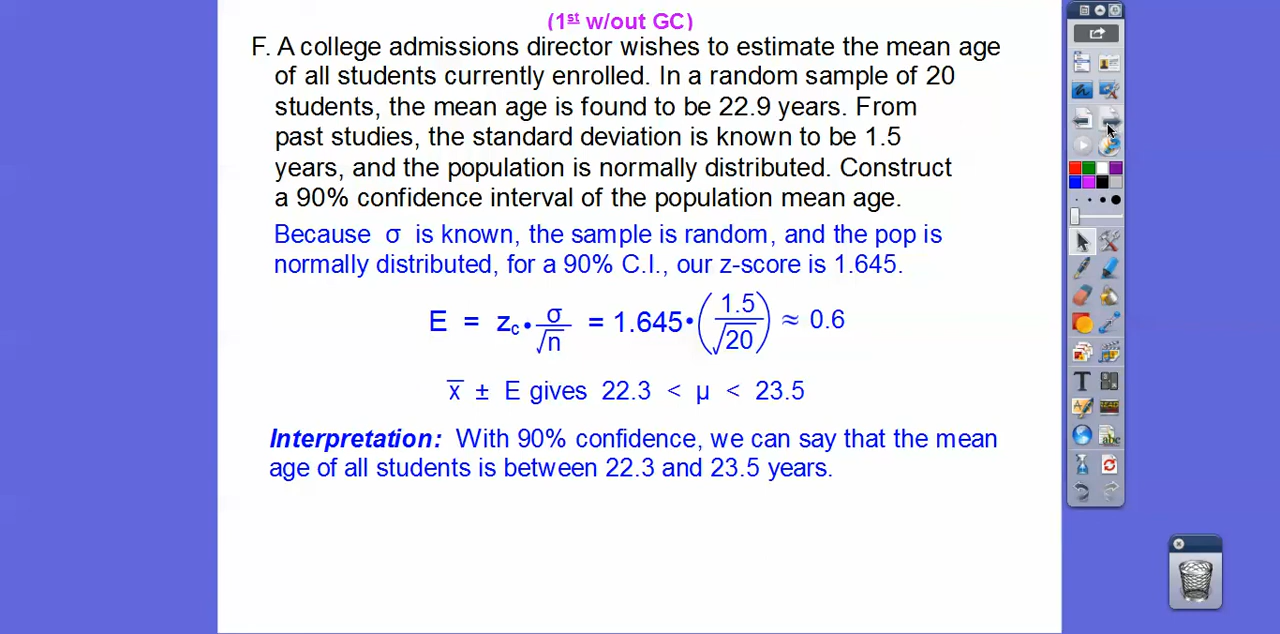 (1st w/out GC)
F. A college admissions director wishes to estimate the mean age
of all students currently enrolled. In a random sample of 20
students, the mean age is found to be 22.9 years. From
past studies, the standard deviation is known to be 1.5
years, and the population is normally distributed. Construct
a 90% confidence interval of the population mean age.
Because σ is known, the sample is random, and the pop is
normally distributed, for a 90% C.I., our z-score is 1.645.
E = zc • σ/√n = 1.645•(1.5/√20) ≈ 0.6
x̅ ± E gives 22.3 < μ < 23.5
Interpretation: With 90% confidence, we can say that the mean
age of all students is between 22.3 and 23.5 years.